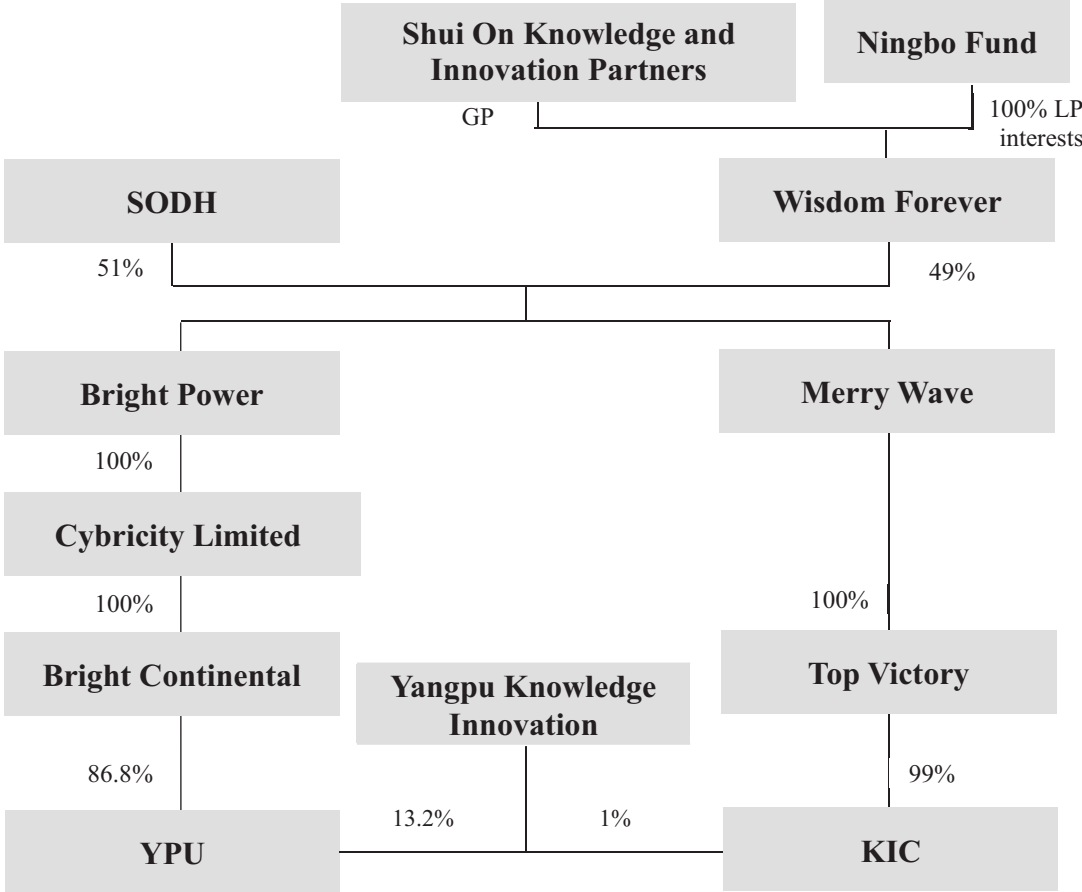 Shui On Knowledge and
Innovation Partners
Ningbo Fund
GP
100% LP
interests
SODH
Wisdom Forever
51%
49%
Bright Power
Merry Wave
100%
Cybricity Limited
100%
100%
Bright Continental
Yangpu Knowledge
Innovation
Top Victory
86.8%
99%
13.2%
1%
YPU
KIC